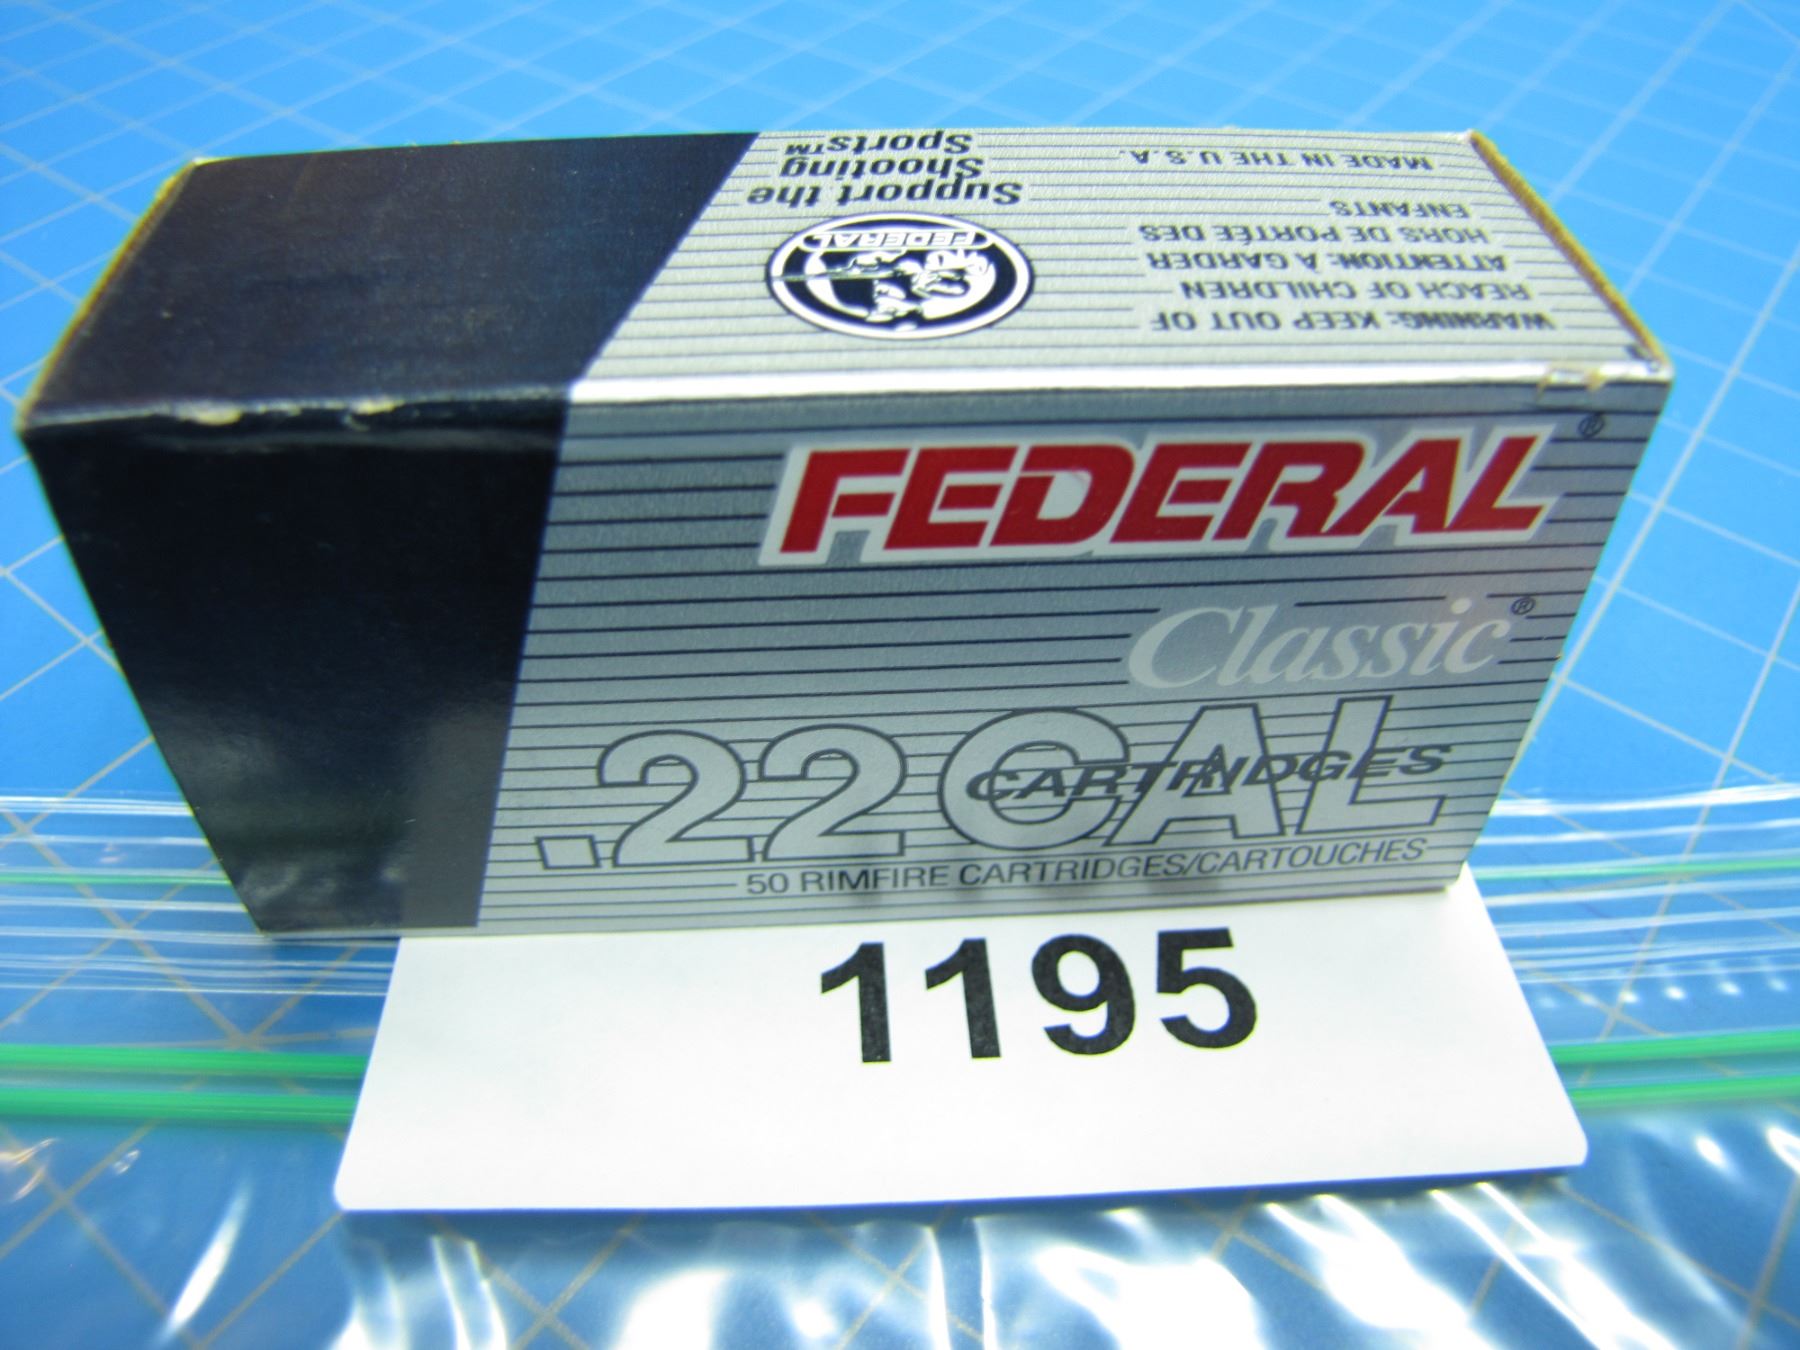 Support the
Shooting
Sports™
FEDERAL
WARNING: KEEP OUT OF
REACH OF CHILDREN
ATTENTION: À GARDER
HORS DE PORTÉE DES
ENFANTS
MADE IN THE U.S.A.
FEDERAL®
Classic®
.22 CAL
CARTRIDGES
50 RIMFIRE CARTRIDGES/CARTOUCHES
1195